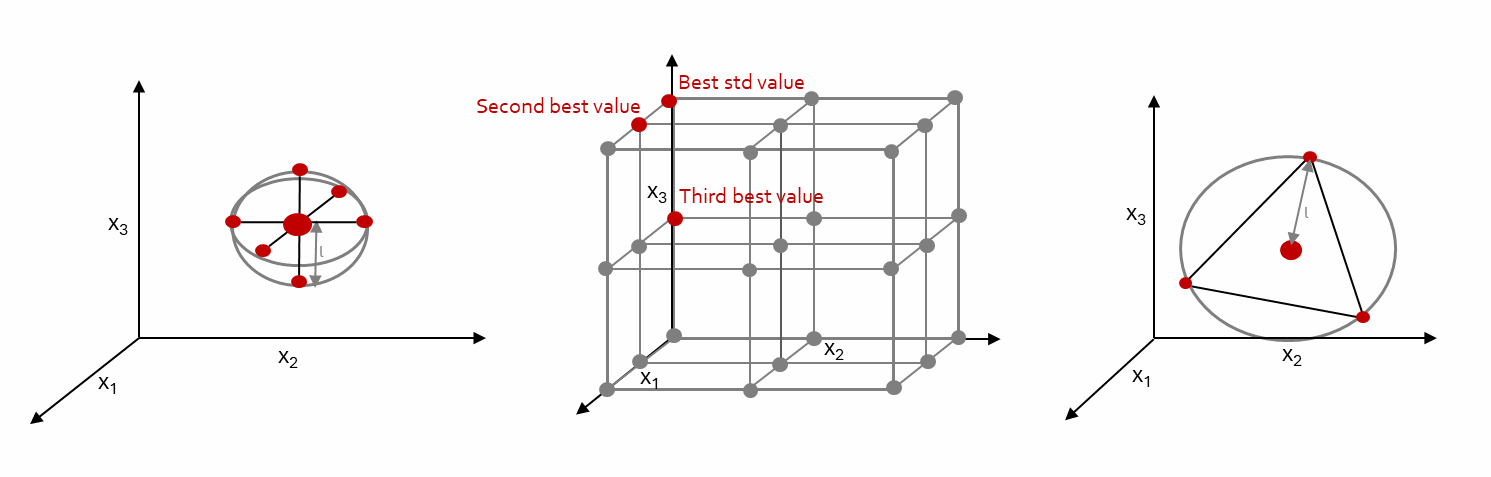 x3
x2
x1
l
Best std value
Second best value
x3
Third best value
x2
x1
x3
l
x2
x1